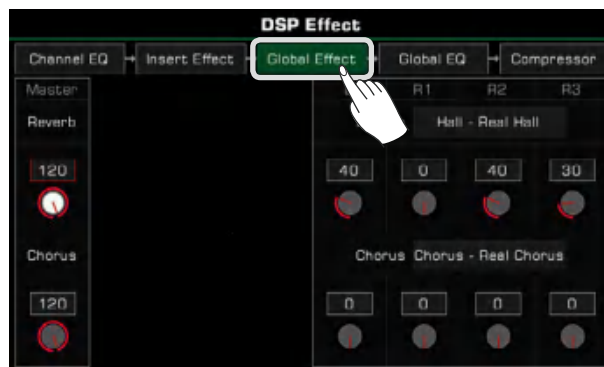 DSP Effect
Channel EQ Insert Effect Global Effect Global EQ Compressor
Master R1 R2 R3
Reverb Hall - Real Hall
120 40 0 40 30
Chorus Chorus Chorus - Real Chorus
120 0 0 0 0